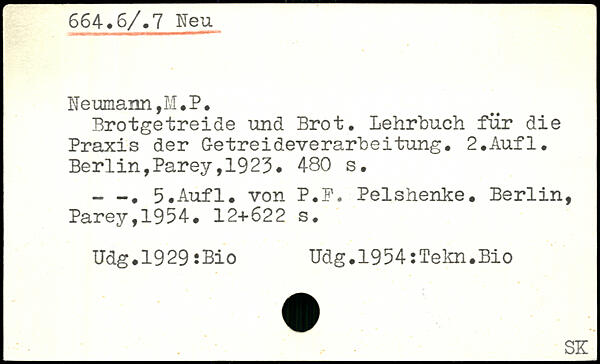 664.6/.7 Neu
Neumann,M.P.
Brotgetreide und Brot. Lehrbuch für die
Praxis der Getreideverarbeitung. 2.Aufl.
Berlin,Parey,1923. 480 s.
- -. 5.Aufl. von P.F. Pelshenke. Berlin,
Parey,1954. 12+622 s.
Udg.1929:Bio Udg.1954:Tekn.Bio
SK